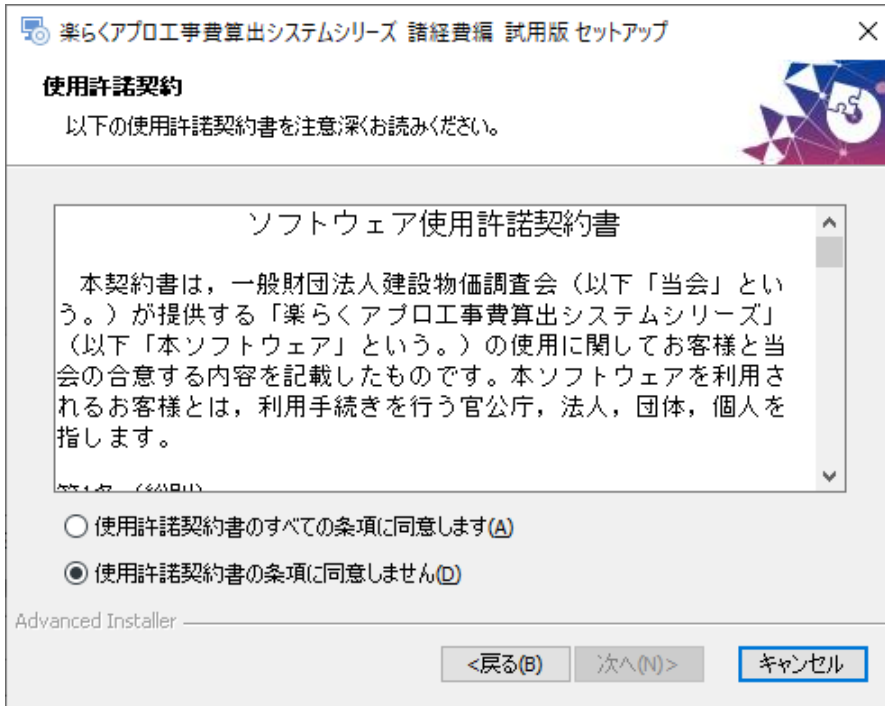 楽らくアプロ工事費算出システムシリーズ 諸経費編 試用版 セットアップ
使用許諾契約
以下の使用許諾契約書を注意深くお読みください。
ソフトウェア使用許諾契約書
本契約書は，一般財団法人建設物価調査会（以下「当会」とい
う。）が提供する「楽らくアプロ工事費算出システムシリーズ」
（以下「本ソフトウェア」という。）の使用に関してお客様と当
会の合意する内容を記載したものです。本ソフトウェアを利用さ
れるお客様とは，利用手続きを行う官公庁，法人，団体，個人を
指します。
使用許諾契約書のすべての条項に同意します(A)
使用許諾契約書の条項に同意しません(D)
Advanced Installer
<戻る(B)
次へ(N)>
キャンセル